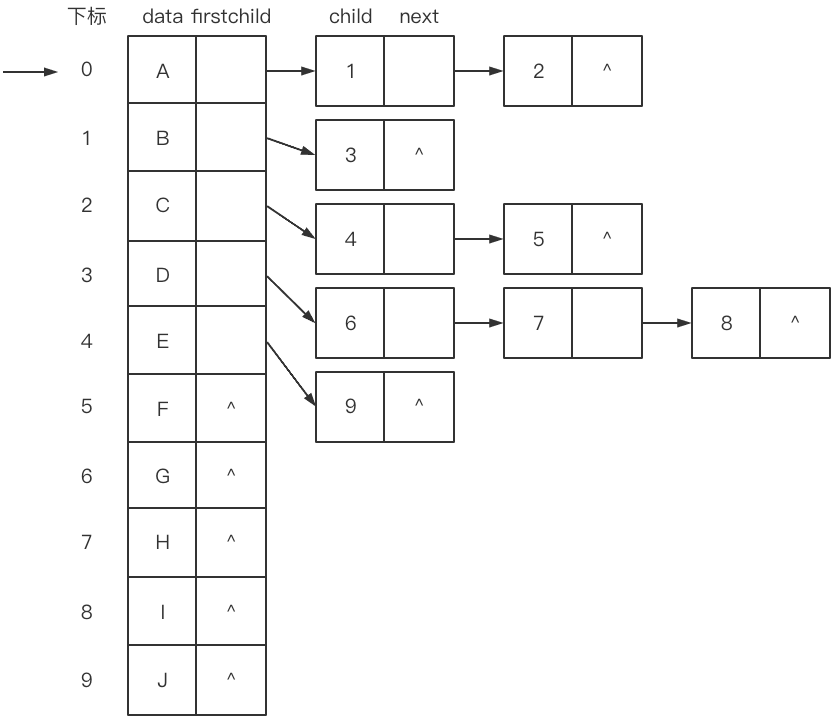 下标 data firstchild child next
0 A 1 2 ^
1 B 3 ^
2 C 4 5 ^
3 D 6 7 8 ^
4 E 9 ^
5 F ^
6 G ^
7 H ^
8 I ^
9 J ^